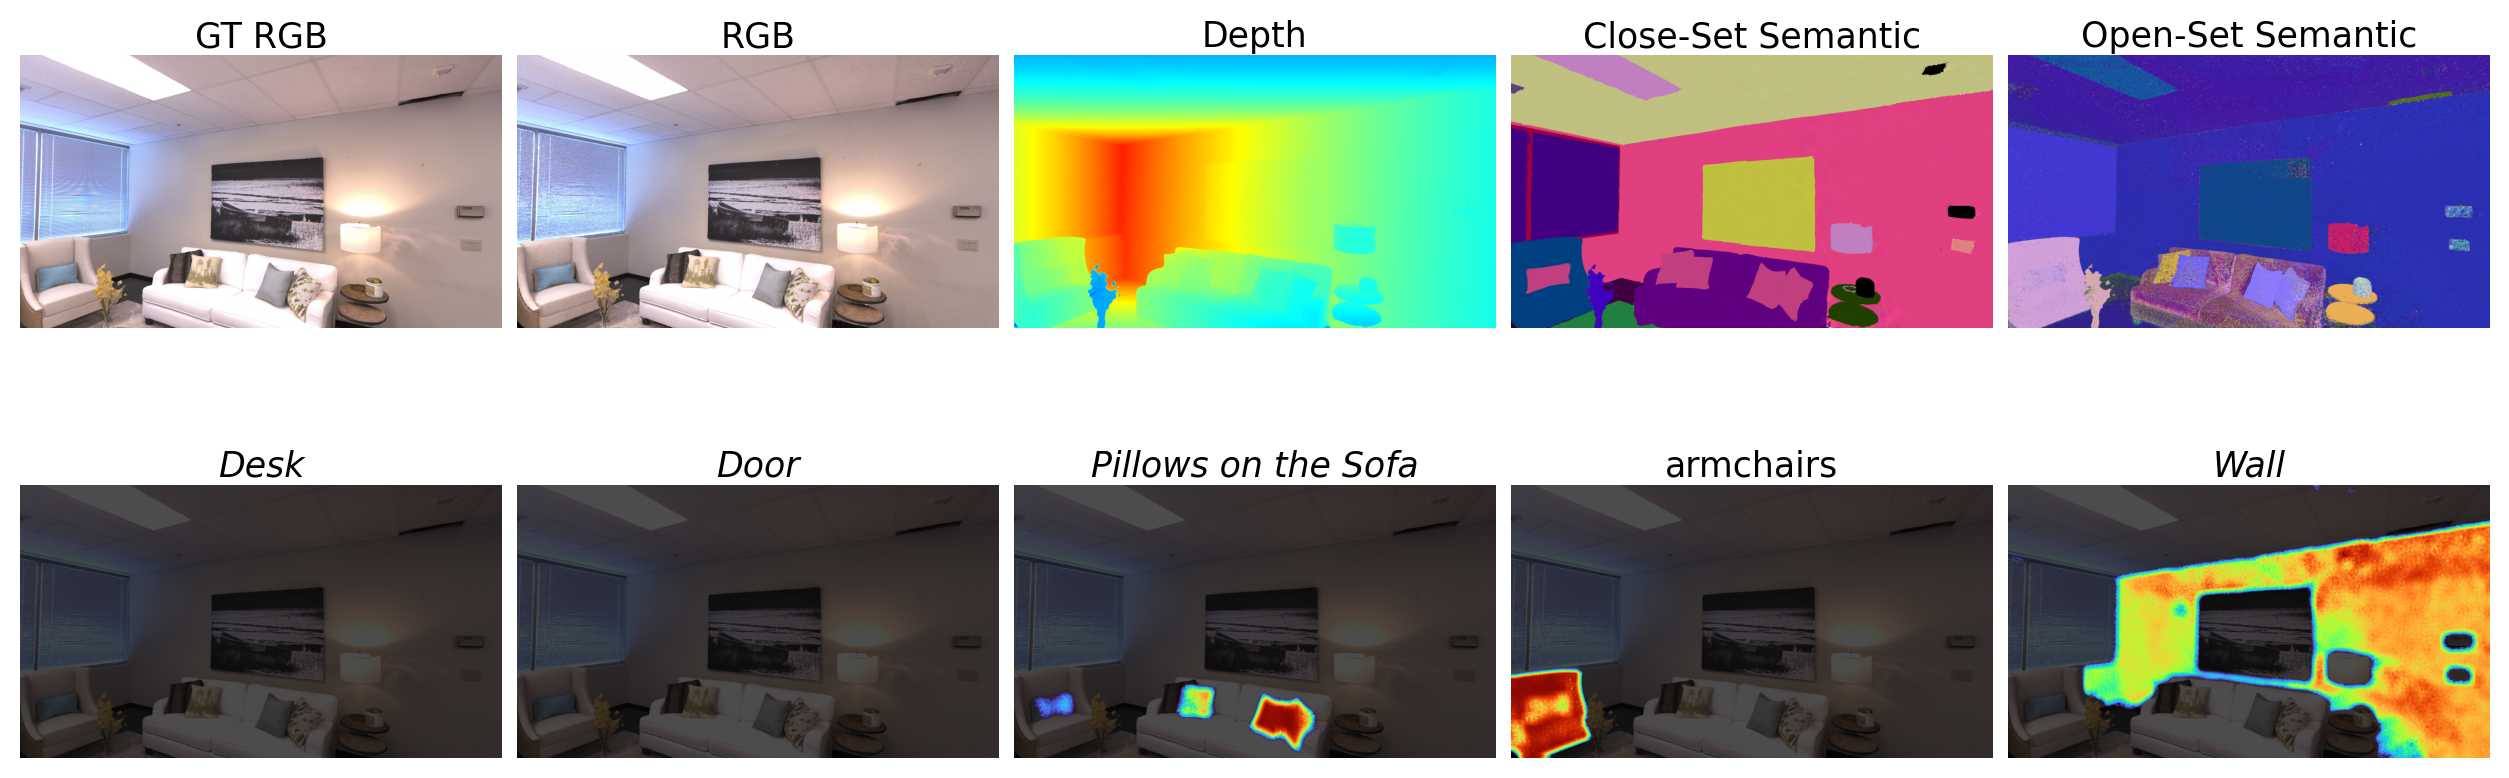 GT RGB
RGB
Depth
Close-Set Semantic
Open-Set Semantic
Desk
Door
Pillows on the Sofa
armchairs
Wall